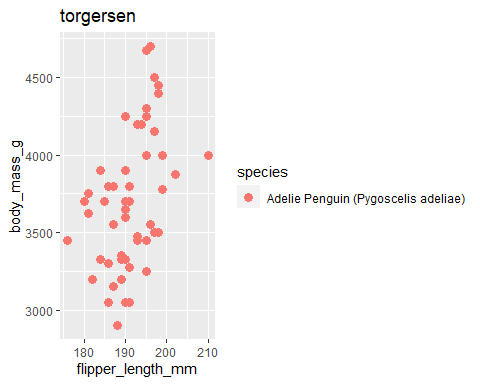 torgersen
4500
4000
3500
3000
body_mass_g
180 190 200 210
flipper_length_mm
species
Adelie Penguin (Pygoscelis adeliae)